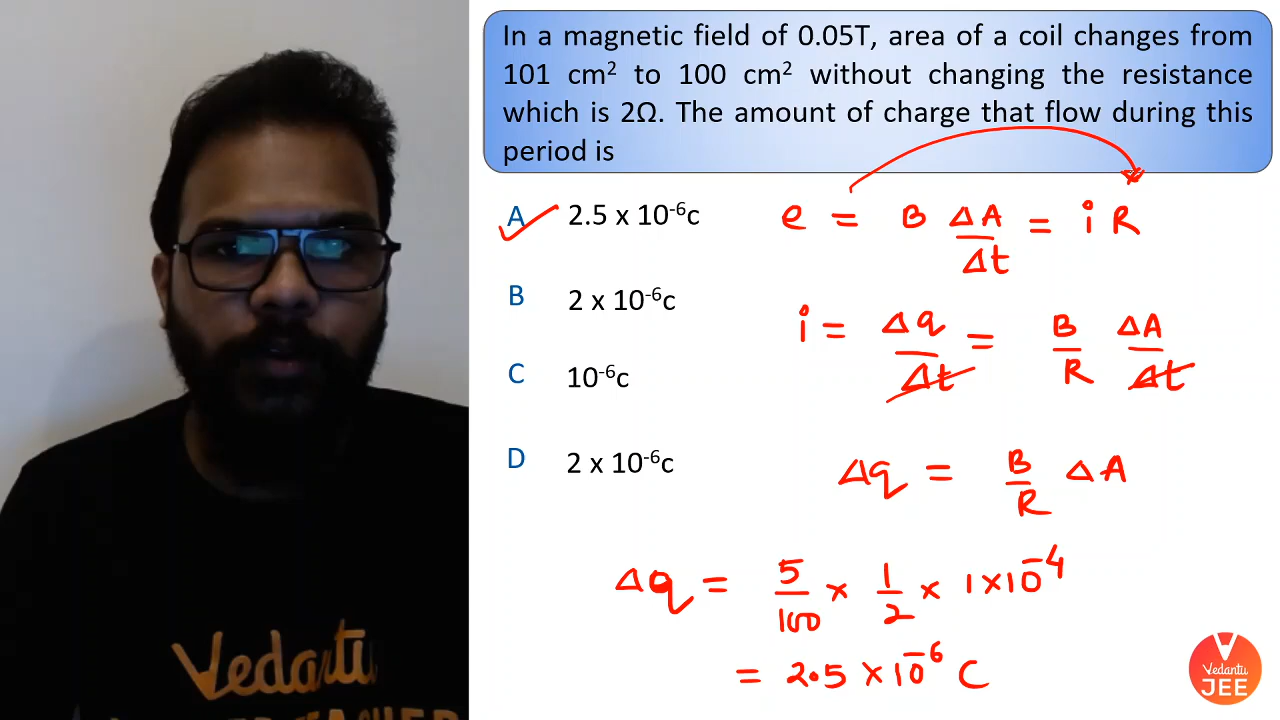 In a magnetic field of 0.05T, area of a coil changes from
101 cm² to 100 cm² without changing the resistance
which is 2Ω. The amount of charge that flow during this
period is
A 2.5 x 10⁻⁶c
B 2 x 10⁻⁶c
C 10⁻⁶c
D 2 x 10⁻⁶c
e = B ΔA/Δt = i R
i = Δq/Δt = B/R ΔA/Δt
Δq = B/R ΔA
Δq = 5/100 × 1/2 × 1×10⁻⁴
= 2.5 × 10⁻⁶ C
Vedantu
Vedantu
JEE